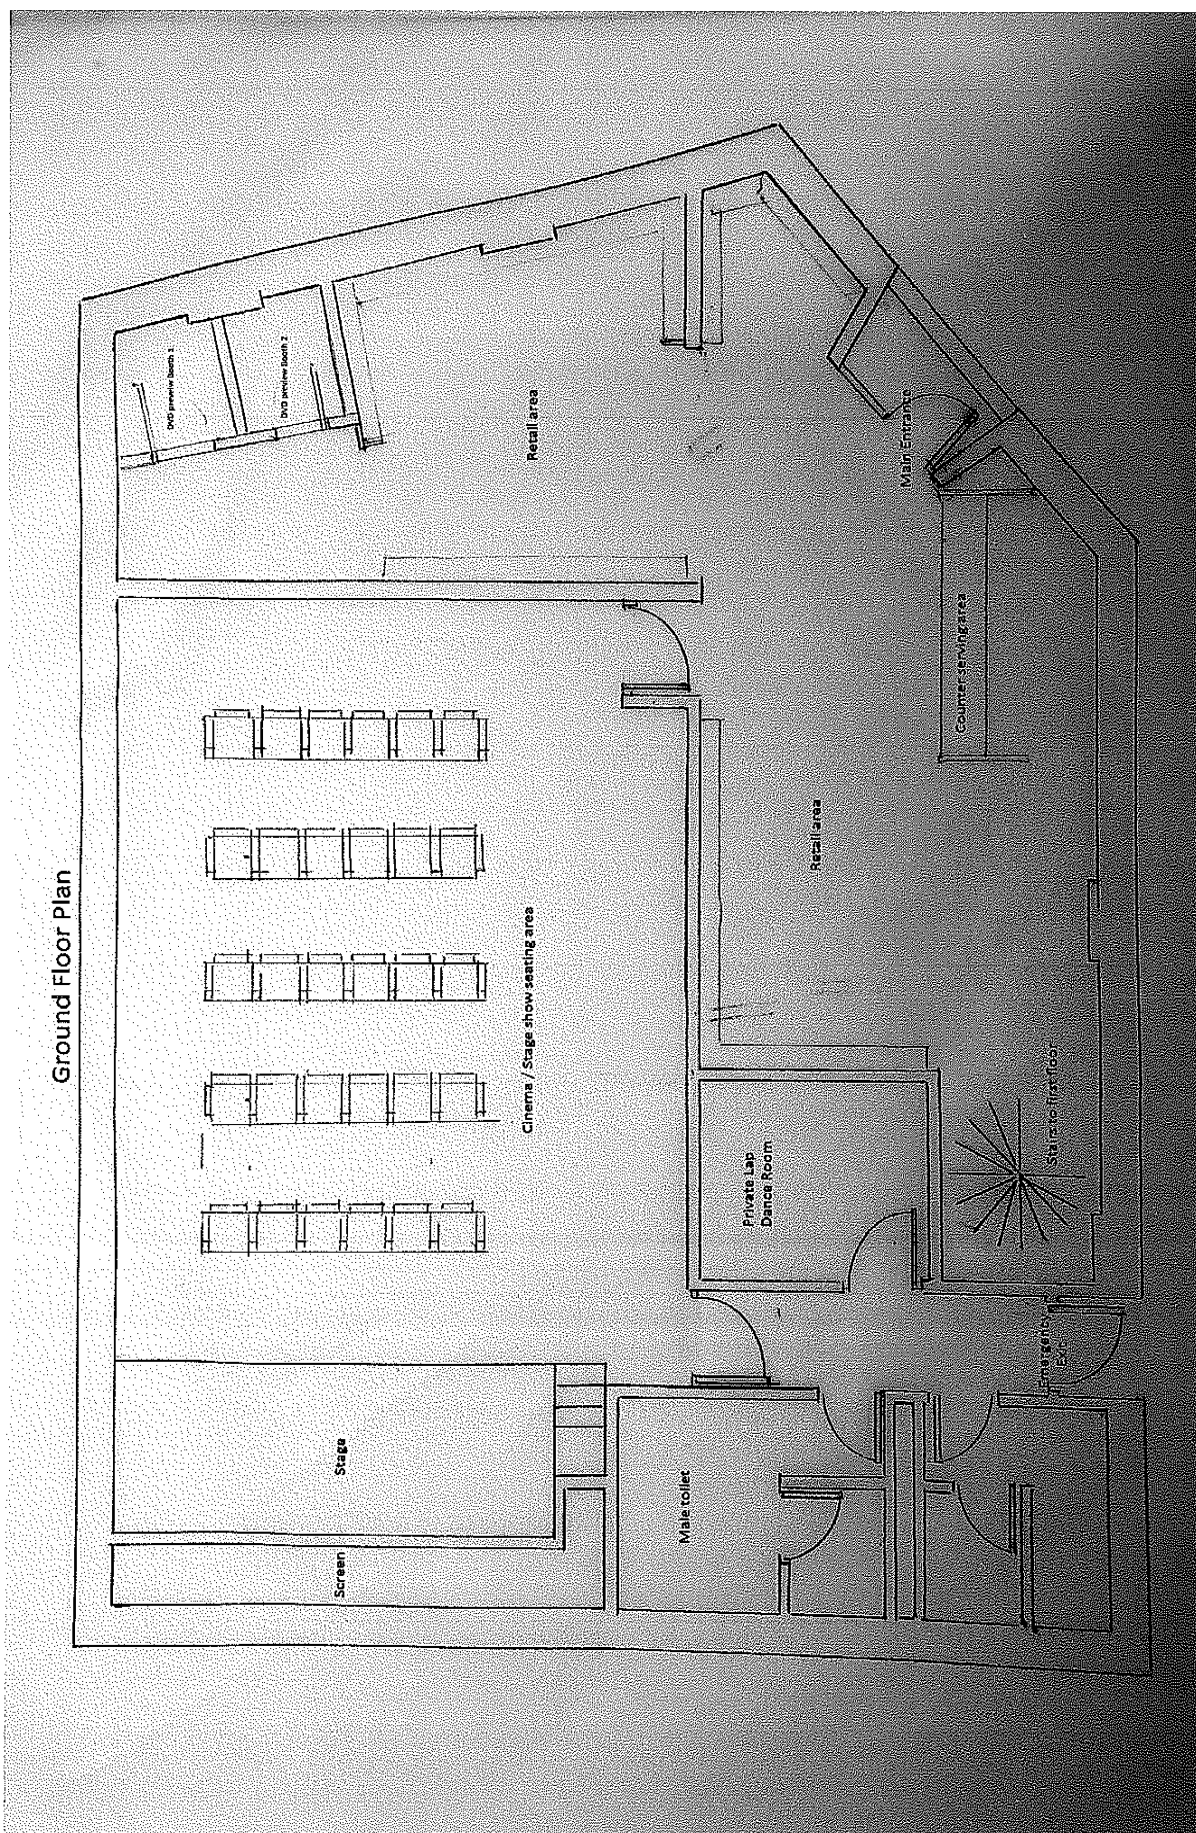 Ground Floor Plan
Screen
Stage
Cinema / Stage show seating area
DVD preview Booth 1
DVD preview Booth 2
Retail area
Male toilet
Private Lap
Dance Room
Retail area
Main Entrance
Counter serving area
Emergency
Exit
Stairs to first floor